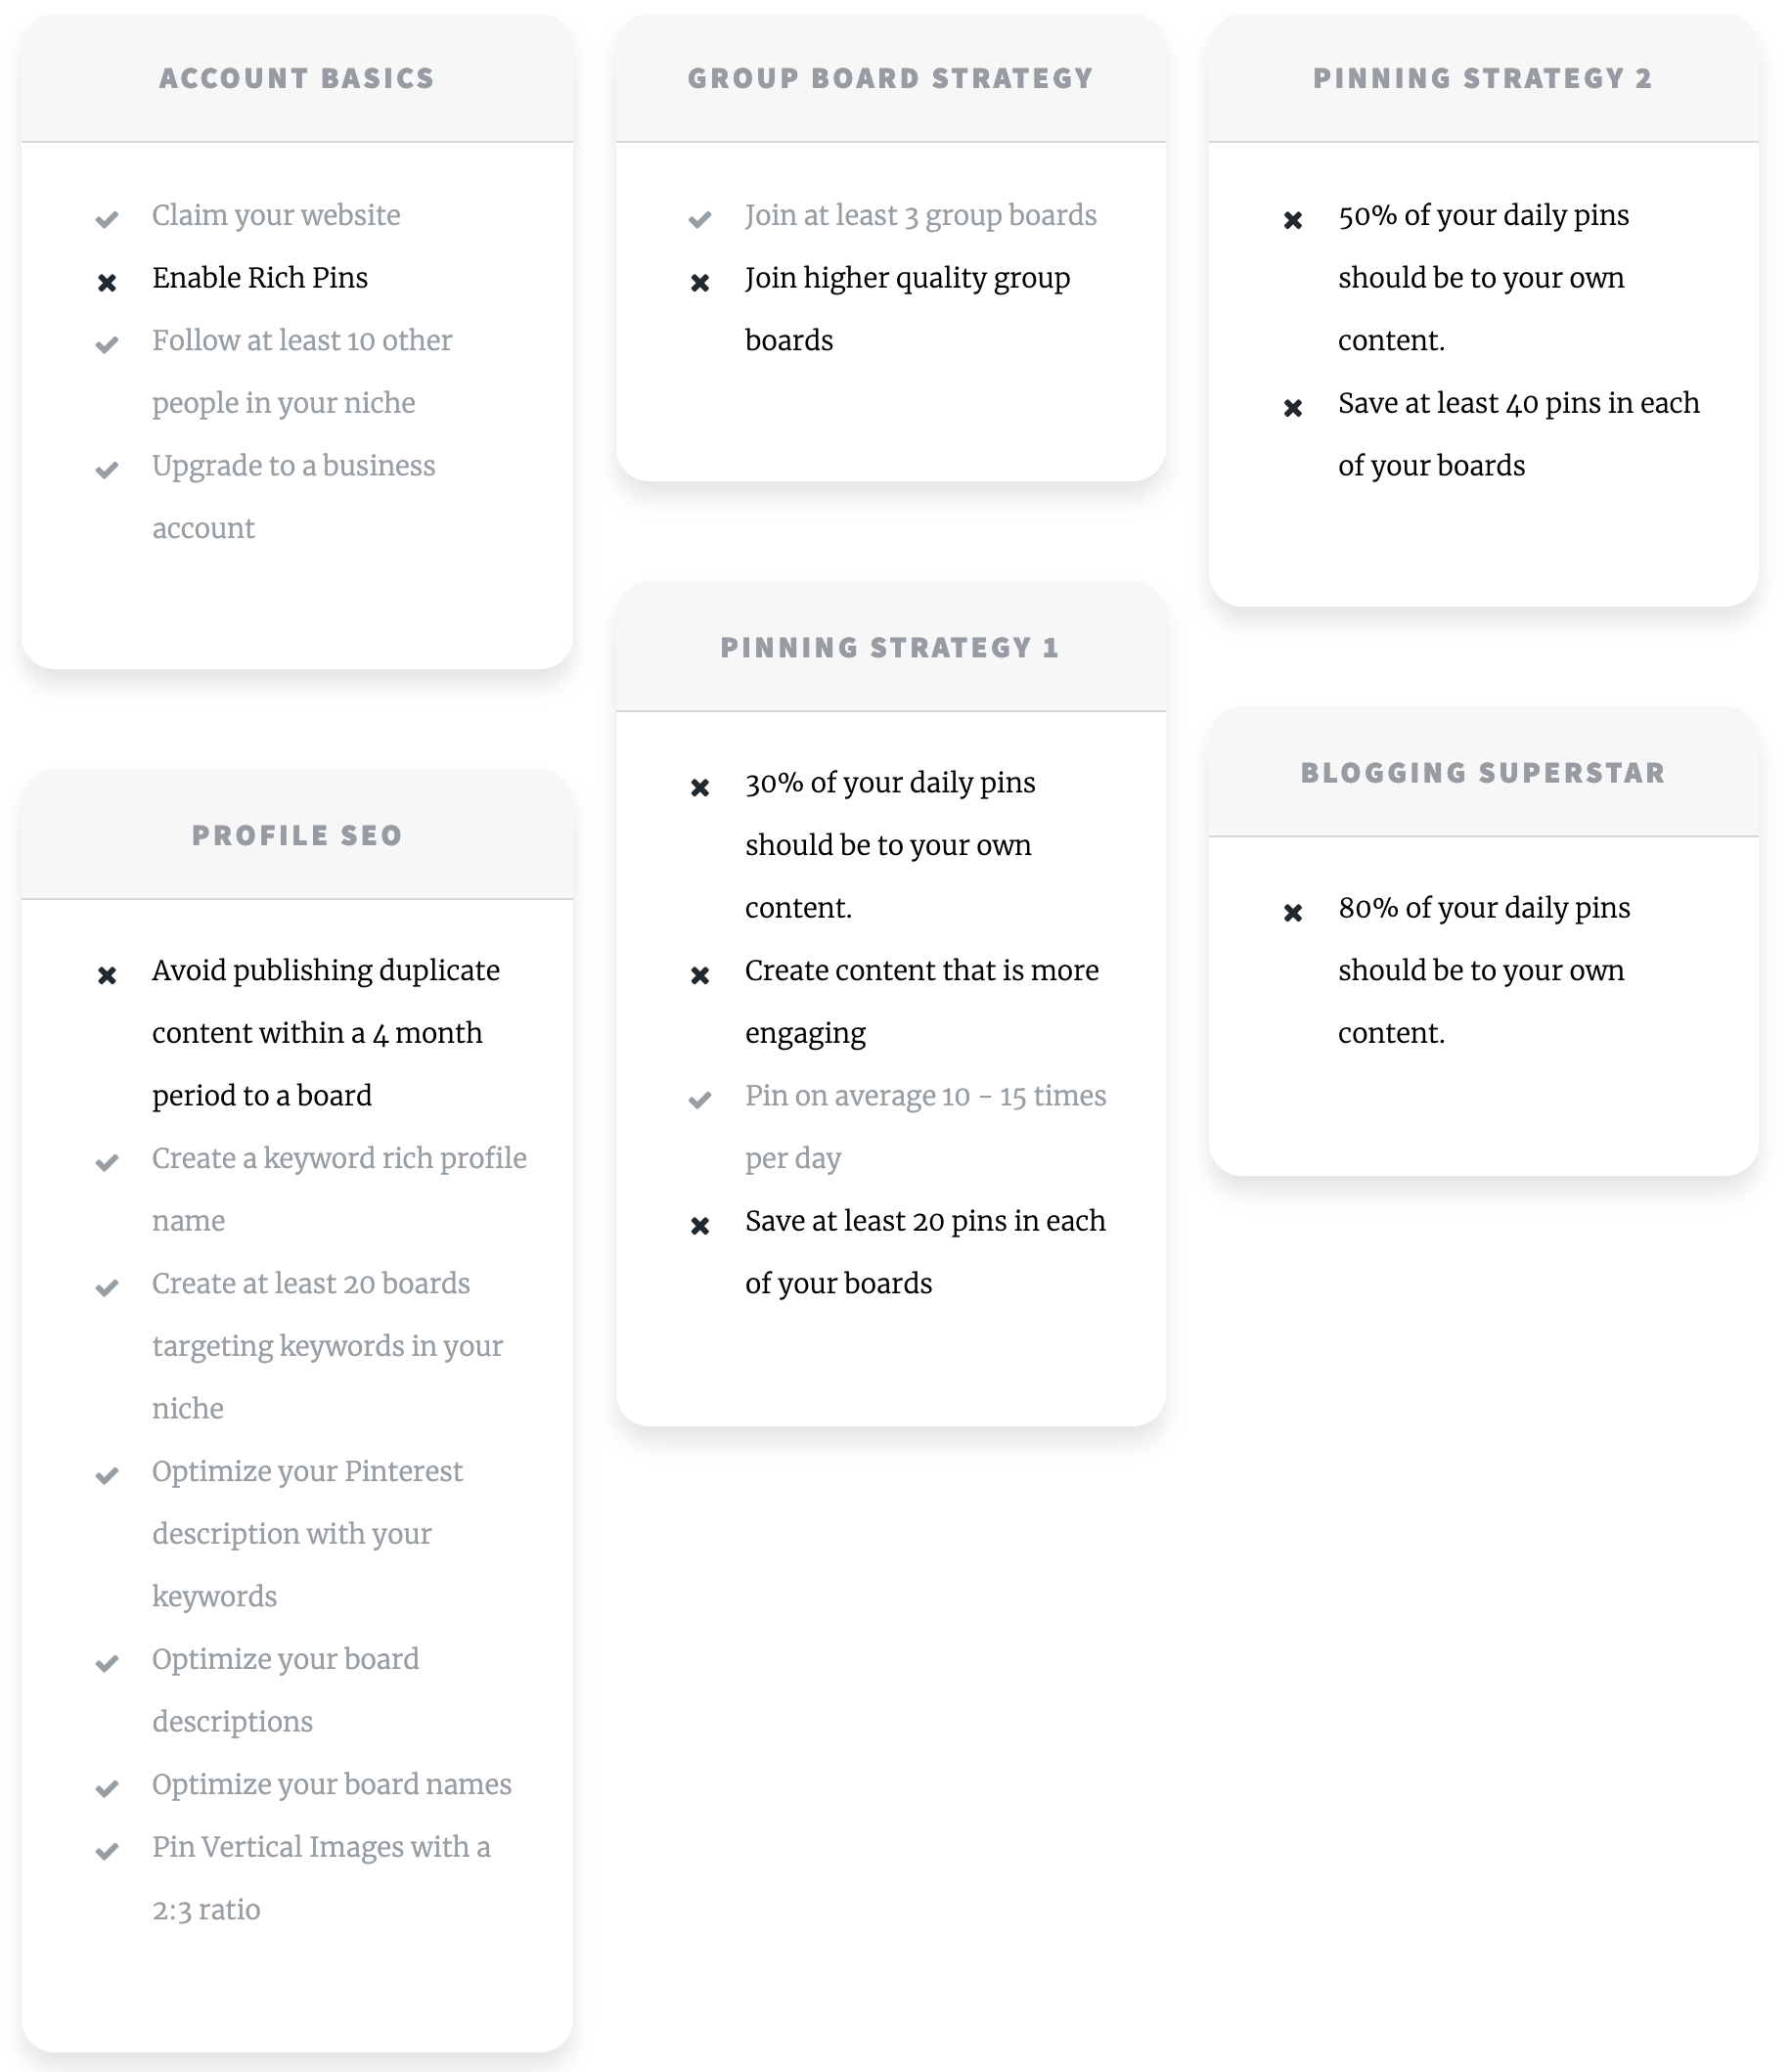 ACCOUNT BASICS
Claim your website
Enable Rich Pins
Follow at least 10 other
people in your niche
Upgrade to a business
account
PROFILE SEO
Avoid publishing duplicate
content within a 4 month
period to a board
Create a keyword rich profile
name
Create at least 20 boards
targeting keywords in your
niche
Optimize your Pinterest
description with your
keywords
Optimize your board
descriptions
Optimize your board names
Pin Vertical Images with a
2:3 ratio
GROUP BOARD STRATEGY
Join at least 3 group boards
Join higher quality group
boards
PINNING STRATEGY 1
30% of your daily pins
should be to your own
content.
Create content that is more
engaging
Pin on average 10 - 15 times
per day
Save at least 20 pins in each
of your boards
PINNING STRATEGY 2
50% of your daily pins
should be to your own
content.
Save at least 40 pins in each
of your boards
BLOGGING SUPERSTAR
80% of your daily pins
should be to your own
content.